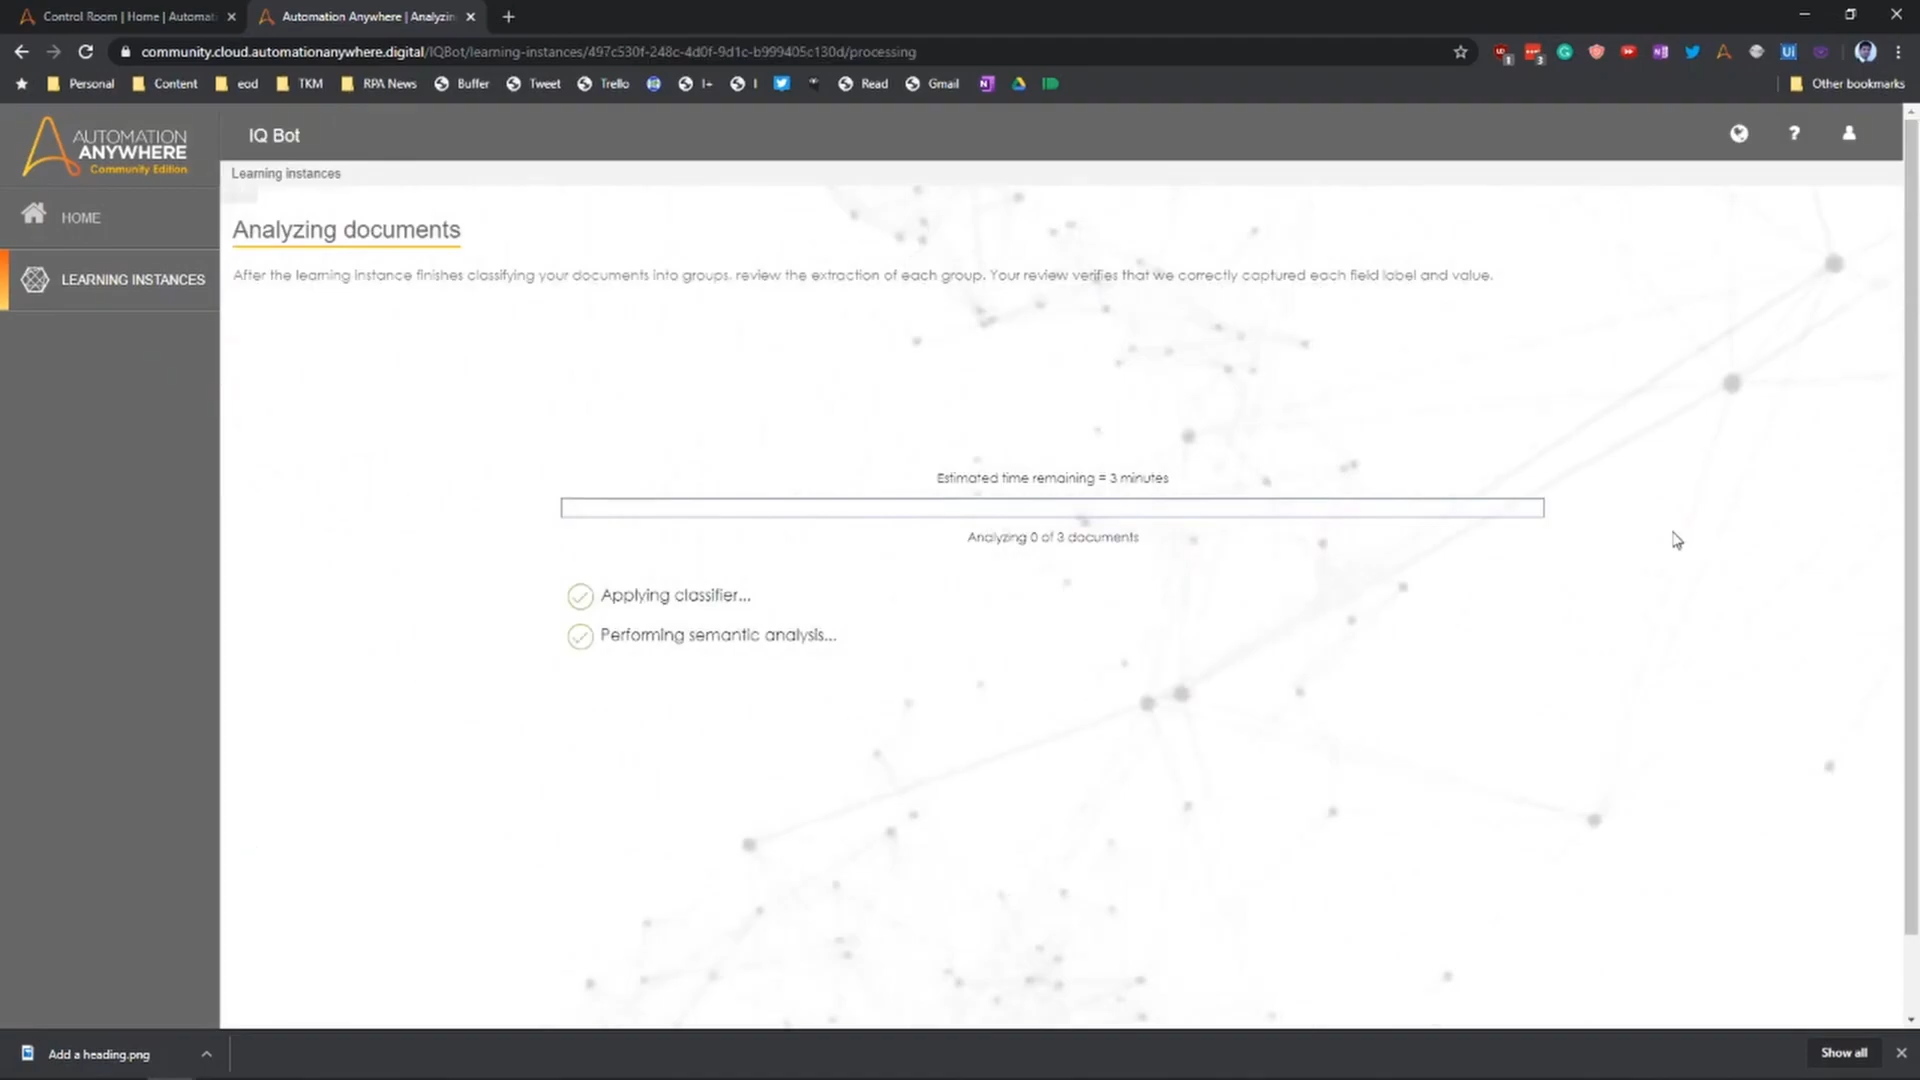 Control Room | Home | Automat
Automation Anywhere | Analyzin
community.cloud.automationanywhere.digital/IQBot/learning-instances/497c530f-248c-4d0f-9d1c-b999405c130d/processing
1
3
UI
Personal
Content
eod
TKM
RPA News
Buffer
Tweet
Trello
I+
I
Read
Gmail
Other bookmarks
AUTOMATION
ANYWHERE
Community Edition
IQ Bot
?
Learning instances
HOME
LEARNING INSTANCES
Analyzing documents
After the learning instance finishes classifying your documents into groups, review the extraction of each group. Your review verifies that we correctly captured each field label and value.
Estimated time remaining = 3 minutes
Analyzing 0 of 3 documents
Applying classifier...
Performing semantic analysis...
Add a heading.png
Show all